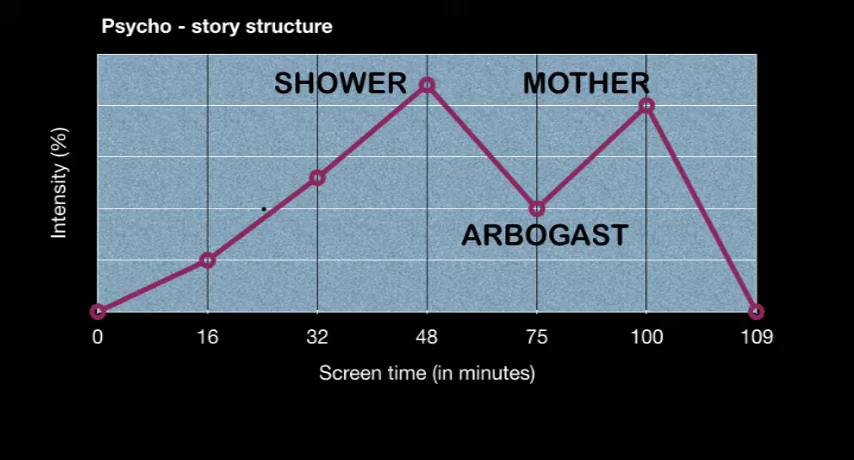 Psycho - story structure
SHOWER
MOTHER
ARBOGAST
Intensity (%)
0 16 32 48 75 100 109
Screen time (in minutes)